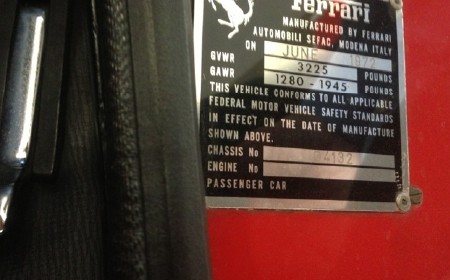 Ferrari
MANUFACTURED BY FERRARI
AUTOMOBILI SEFAC, MODENA ITALY
ON JUNE 1972
GVWR 3225 POUNDS
GAWR 1280-1945 POUNDS
THIS VEHICLE CONFORMS TO ALL APPLICABLE
FEDERAL MOTOR VEHICLE SAFETY STANDARDS
IN EFFECT ON THE DATE OF MANUFACTURE
SHOWN ABOVE.
CHASSIS No 04132
ENGINE No
PASSENGER CAR